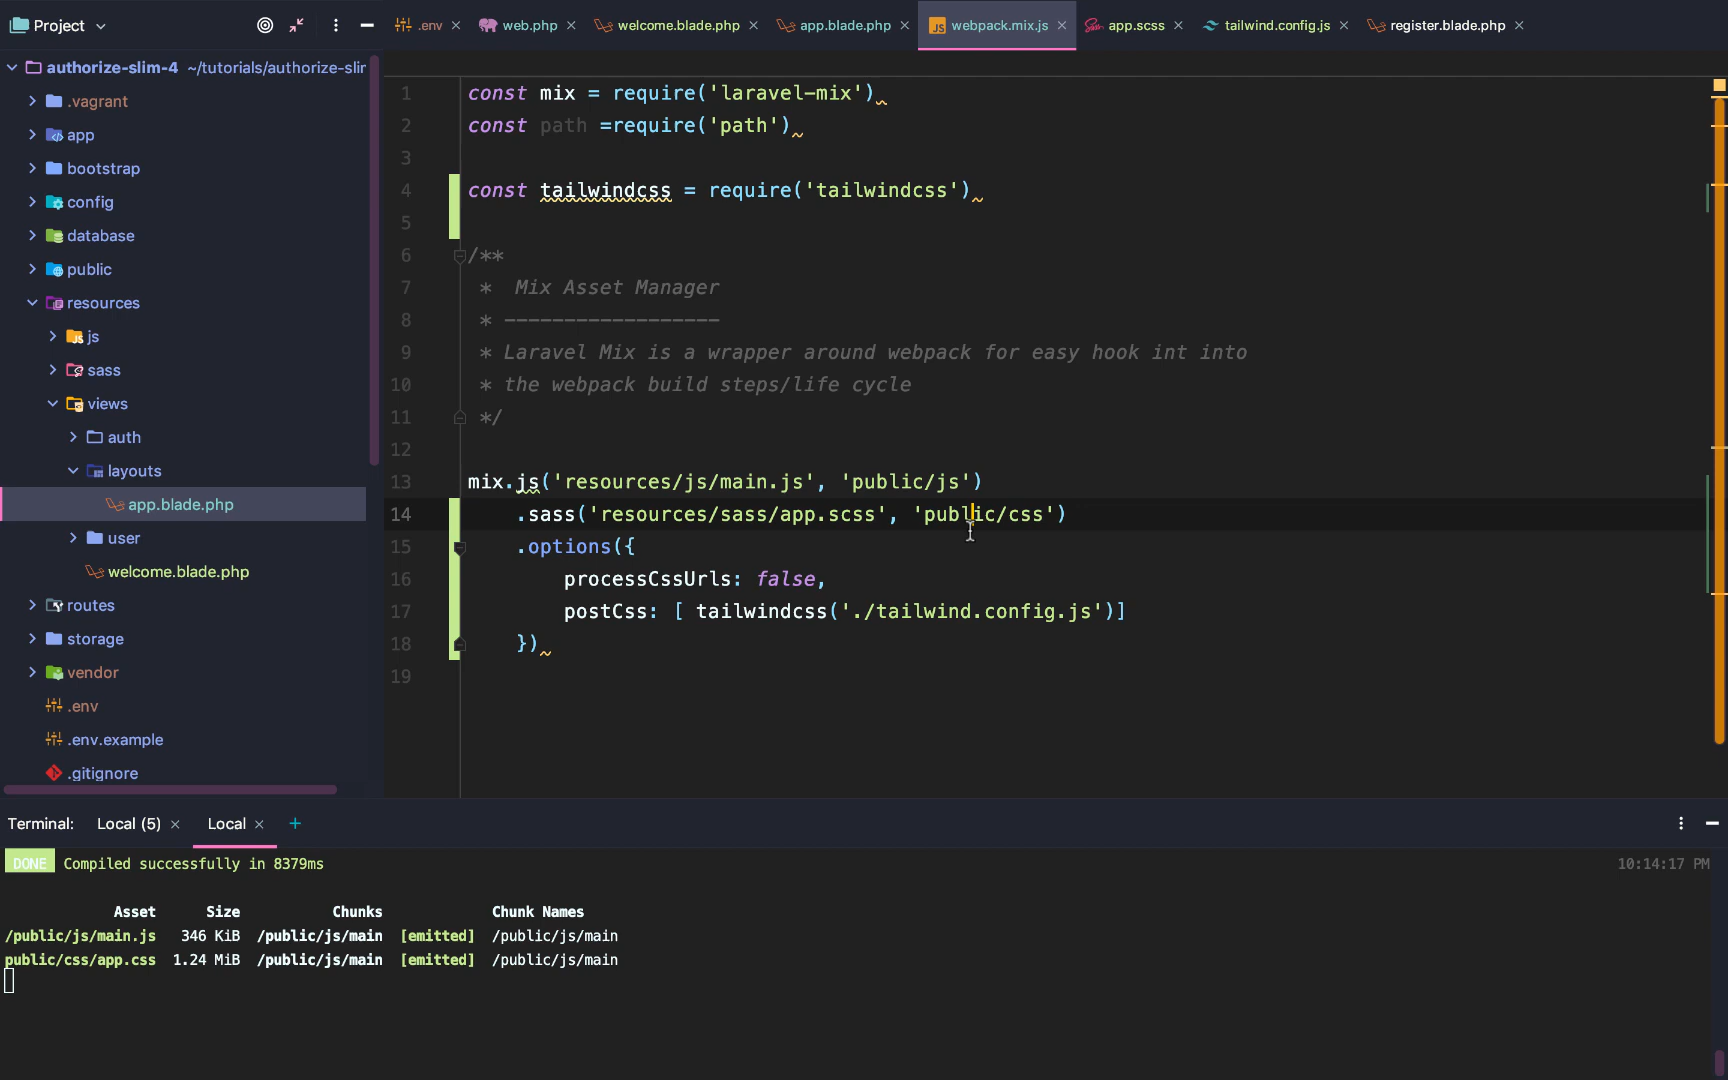 Project
.env
web.php
welcome.blade.php
app.blade.php
webpack.mix.js
app.scss
tailwind.config.js
register.blade.php
authorize-slim-4 ~/tutorials/authorize-slir
.vagrant
app
bootstrap
config
database
public
resources
js
sass
views
auth
layouts
app.blade.php
user
welcome.blade.php
routes
storage
vendor
.env
.env.example
.gitignore
1 const mix = require('laravel-mix')
2 const path =require('path')
3
4 const tailwindcss = require('tailwindcss')
5
6 /**
7 * Mix Asset Manager
8 * ------------------
9 * Laravel Mix is a wrapper around webpack for easy hook int into
10 * the webpack build steps/life cycle
11 */
12
13 mix.js('resources/js/main.js', 'public/js')
14 .sass('resources/sass/app.scss', 'public/css')
15 .options({
16 processCssUrls: false,
17 postCss: [ tailwindcss('./tailwind.config.js')]
18 })
19
Terminal: Local (5) Local +
DONE Compiled successfully in 8379ms 10:14:17 PM
Asset Size Chunks Chunk Names
/public/js/main.js 346 KiB /public/js/main [emitted] /public/js/main
public/css/app.css 1.24 MiB /public/js/main [emitted] /public/js/main